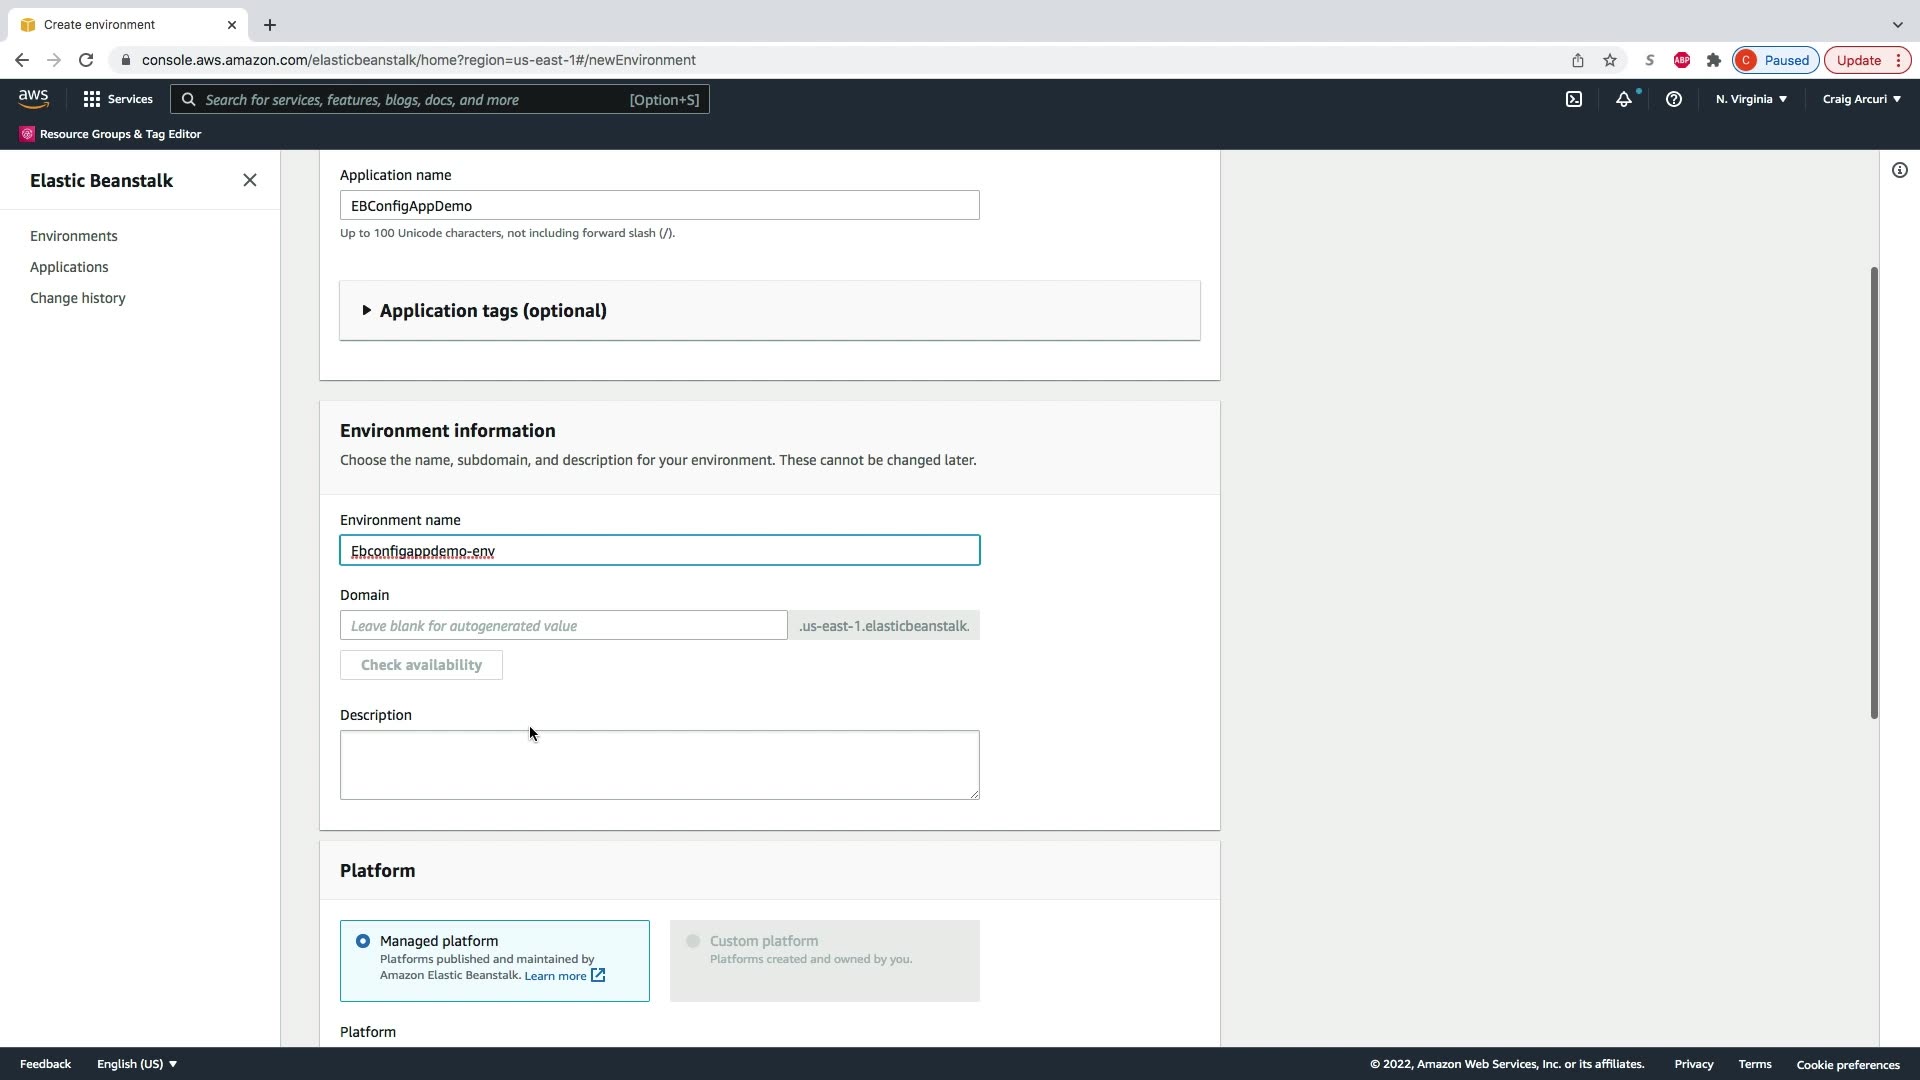 Create environment
console.aws.amazon.com/elasticbeanstalk/home?region=us-east-1#/newEnvironment
S
ABP
C
Paused
Update
aws
Services
Search for services, features, blogs, docs, and more
[Option+S]
N. Virginia
Craig Arcuri
Resource Groups & Tag Editor
Elastic Beanstalk
Environments
Applications
Change history
Application name
EBConfigAppDemo
Up to 100 Unicode characters, not including forward slash (/).
Application tags (optional)
Environment information
Choose the name, subdomain, and description for your environment. These cannot be changed later.
Environment name
Ebconfigappdemo-env
Domain
Leave blank for autogenerated value
.us-east-1.elasticbeanstalk.
Check availability
Description
Platform
Managed platform
Platforms published and maintained by
Amazon Elastic Beanstalk. Learn more
Custom platform
Platforms created and owned by you.
Platform
Feedback
English (US)
© 2022, Amazon Web Services, Inc. or its affiliates.
Privacy
Terms
Cookie preferences